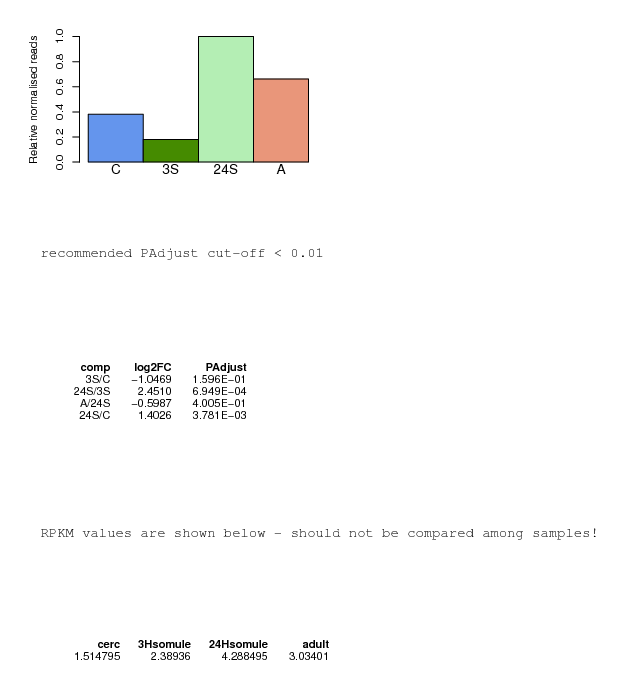 Relative normalised reads
1.0
0.8
0.6
0.4
0.2
0.0
C 3S 24S A
recommended PAdjust cut-off < 0.01
comp log2FC PAdjust
3S/C −1.0469 1.596E−01
24S/3S 2.4510 6.949E−04
A/24S −0.5987 4.005E−01
24S/C 1.4026 3.781E−03
RPKM values are shown below - should not be compared among samples!
cerc 3Hsomule 24Hsomule adult
1.514795 2.38936 4.288495 3.03401